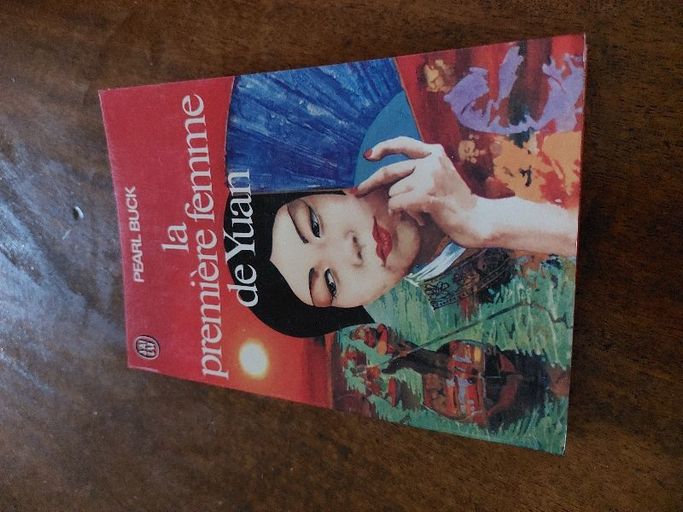 J'AI
LU
PEARL BUCK
la
première femme
de Yuan